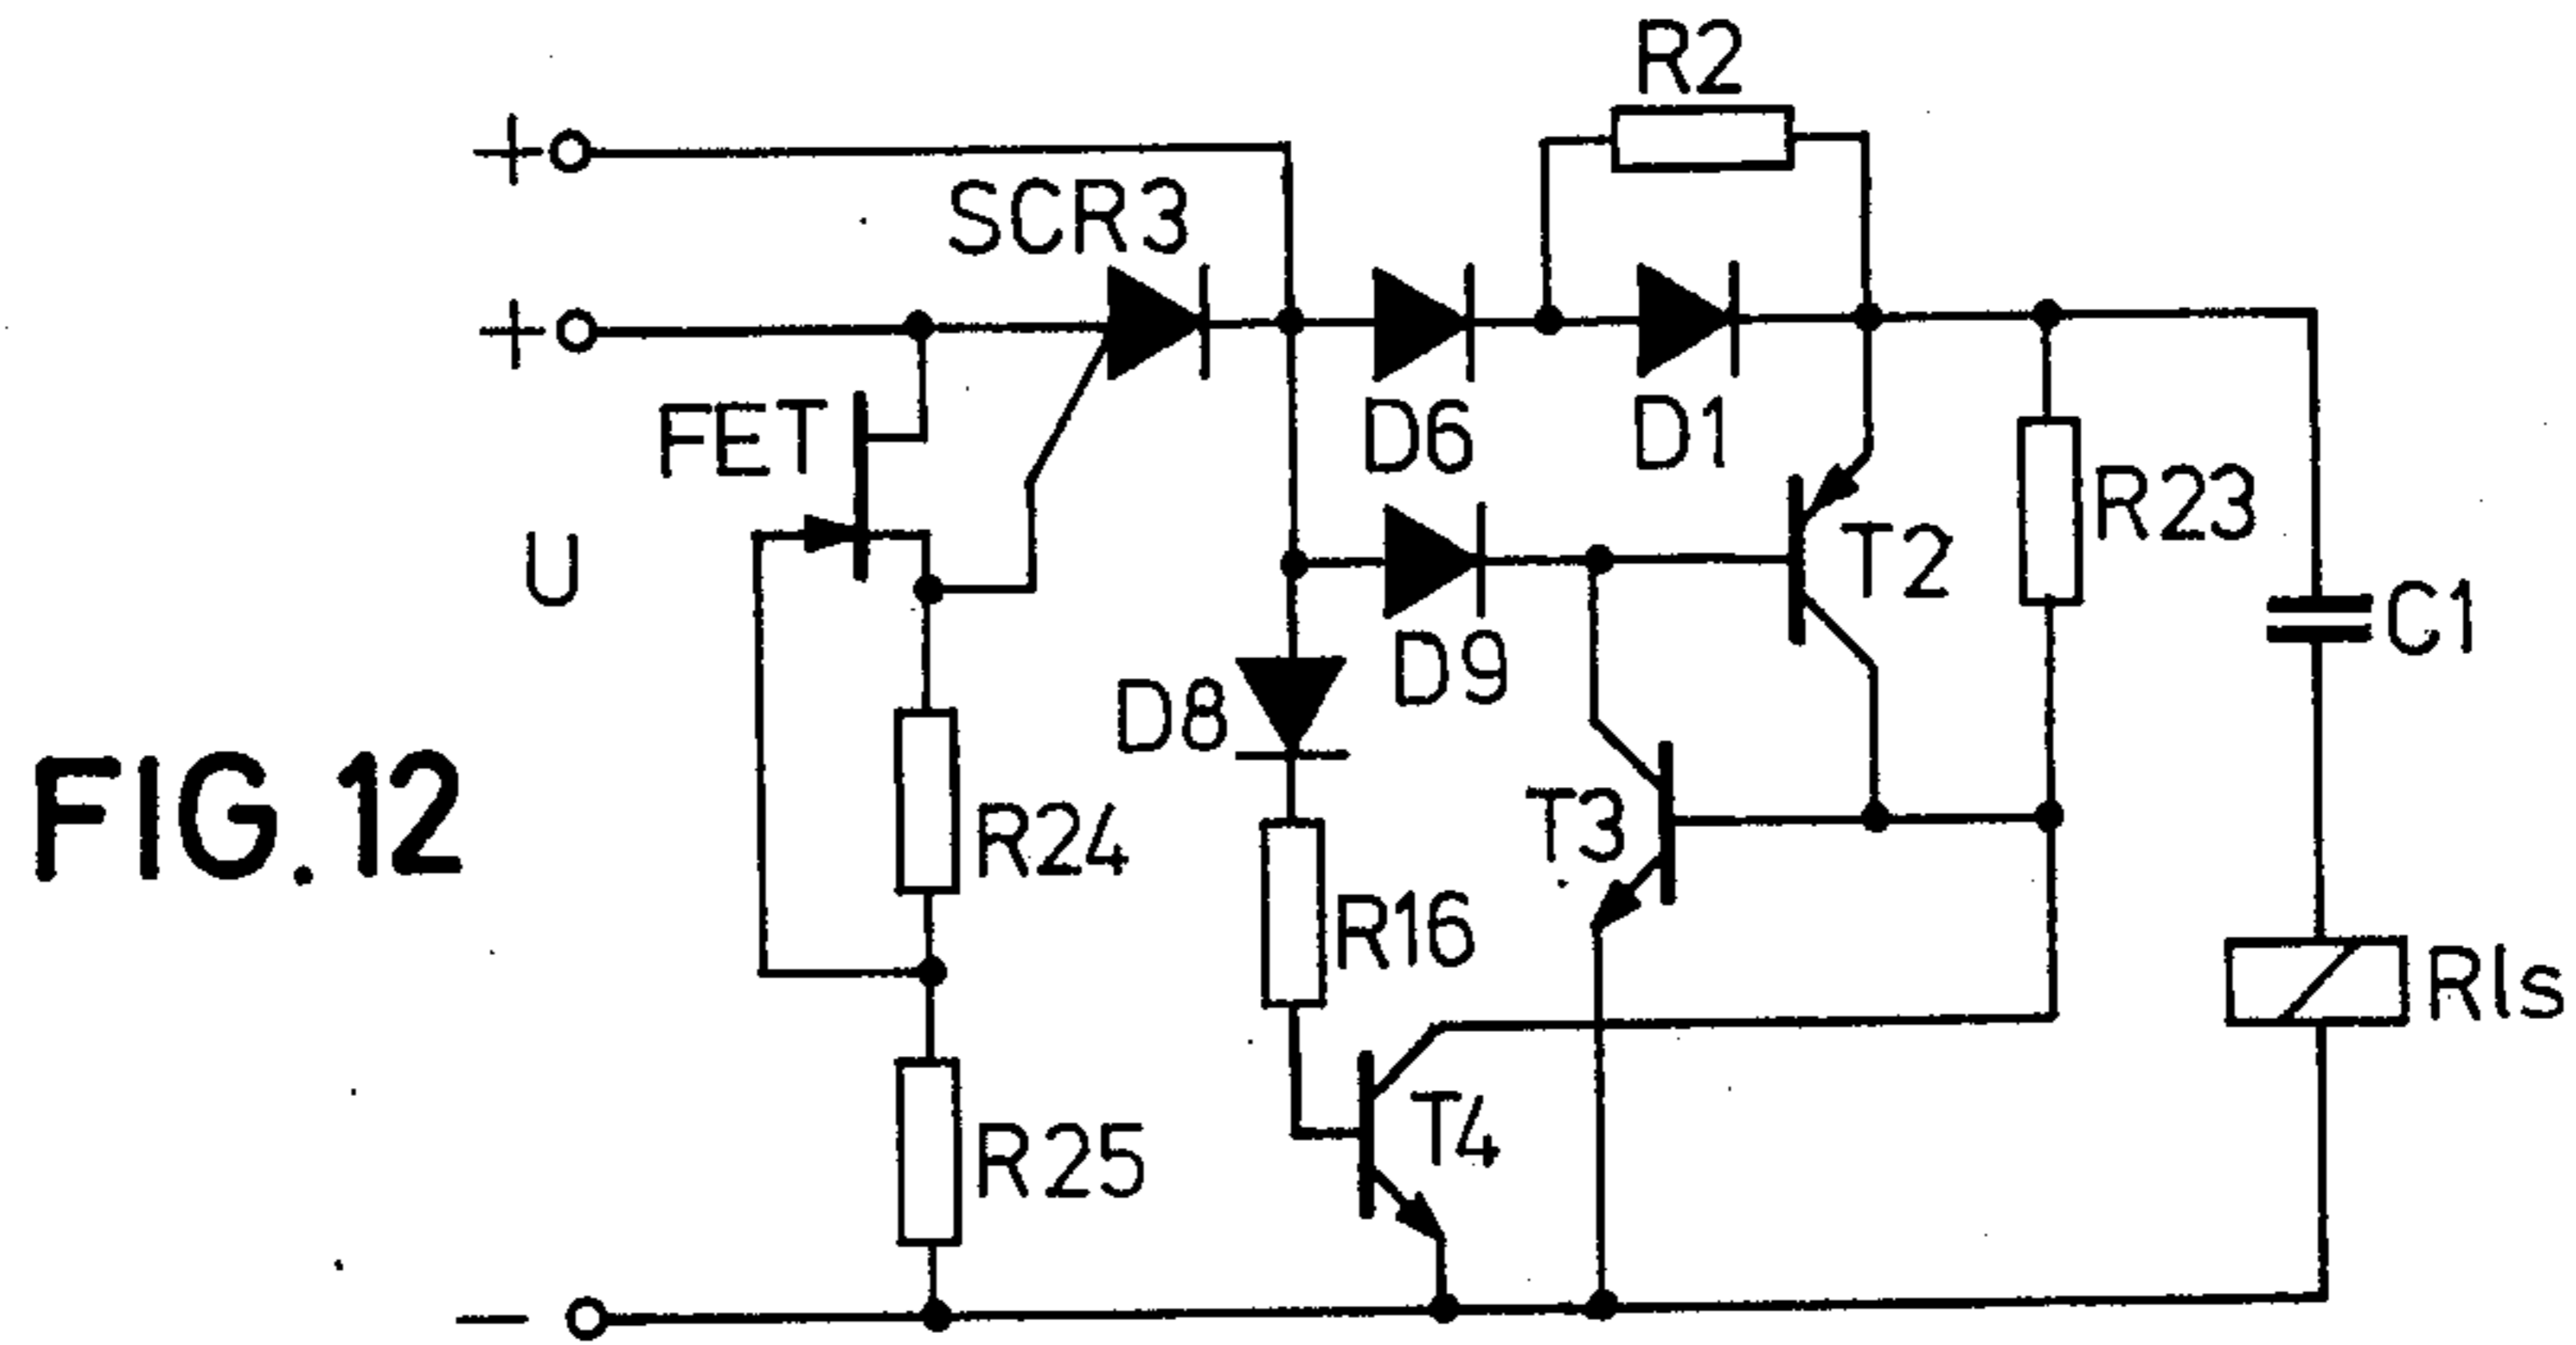 R2
+
SCR3
+
FET
D6
D1
R23
U
T2
C1
D9
D8
FIG.12
R24
T3
R16
Rls
T4
R25
−